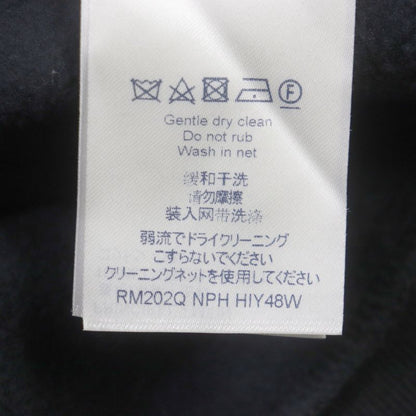 Gentle dry clean
Do not rub
Wash in net
缓和干洗
请勿摩擦
装入网带洗涤
弱流でドライクリーニング
こすらないでください
クリーニングネットを使用してください
RM202Q NPH HIY48W